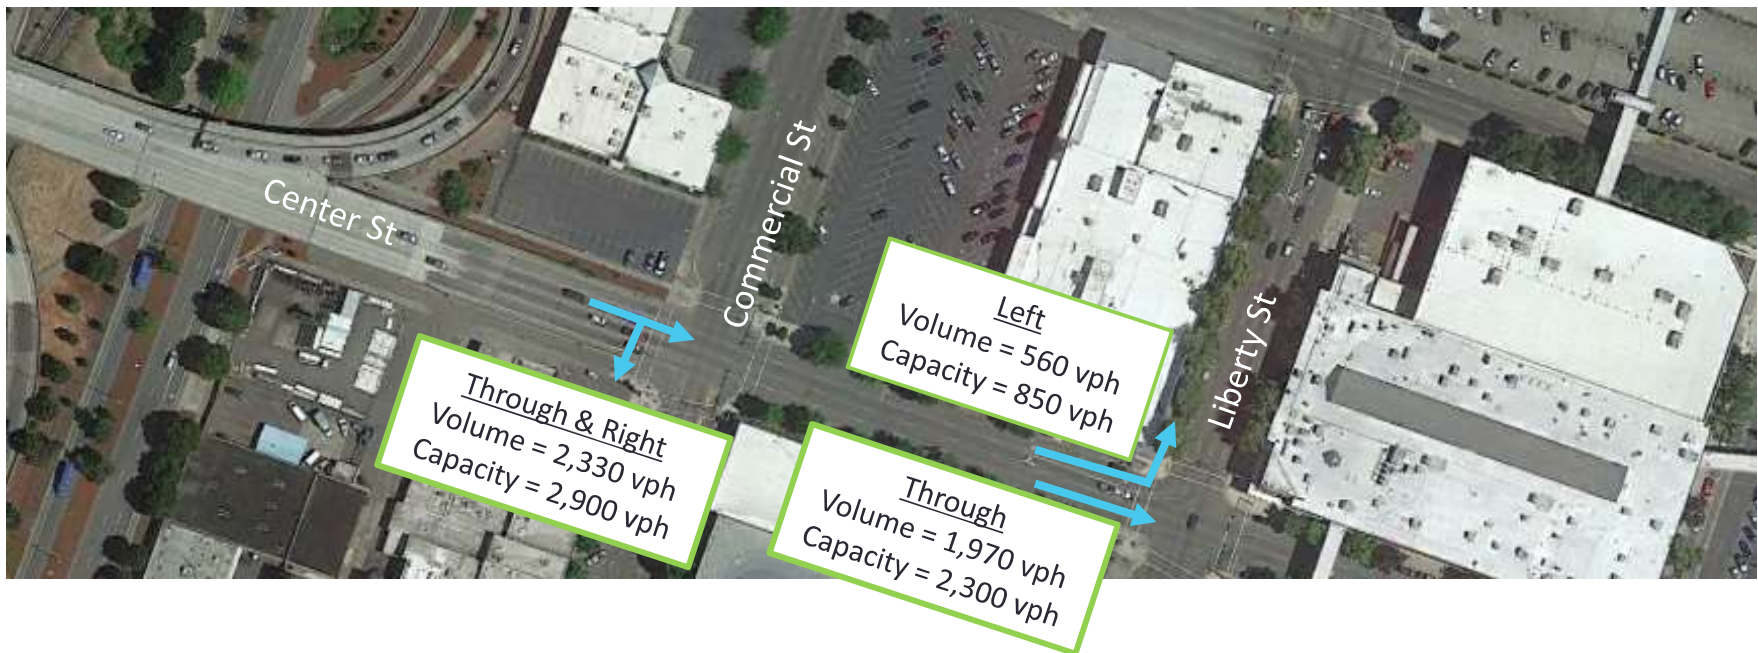 Center St
Commercial St
Liberty St
Through & Right
Volume = 2,330 vph
Capacity = 2,900 vph
Left
Volume = 560 vph
Capacity = 850 vph
Through
Volume = 1,970 vph
Capacity = 2,300 vph